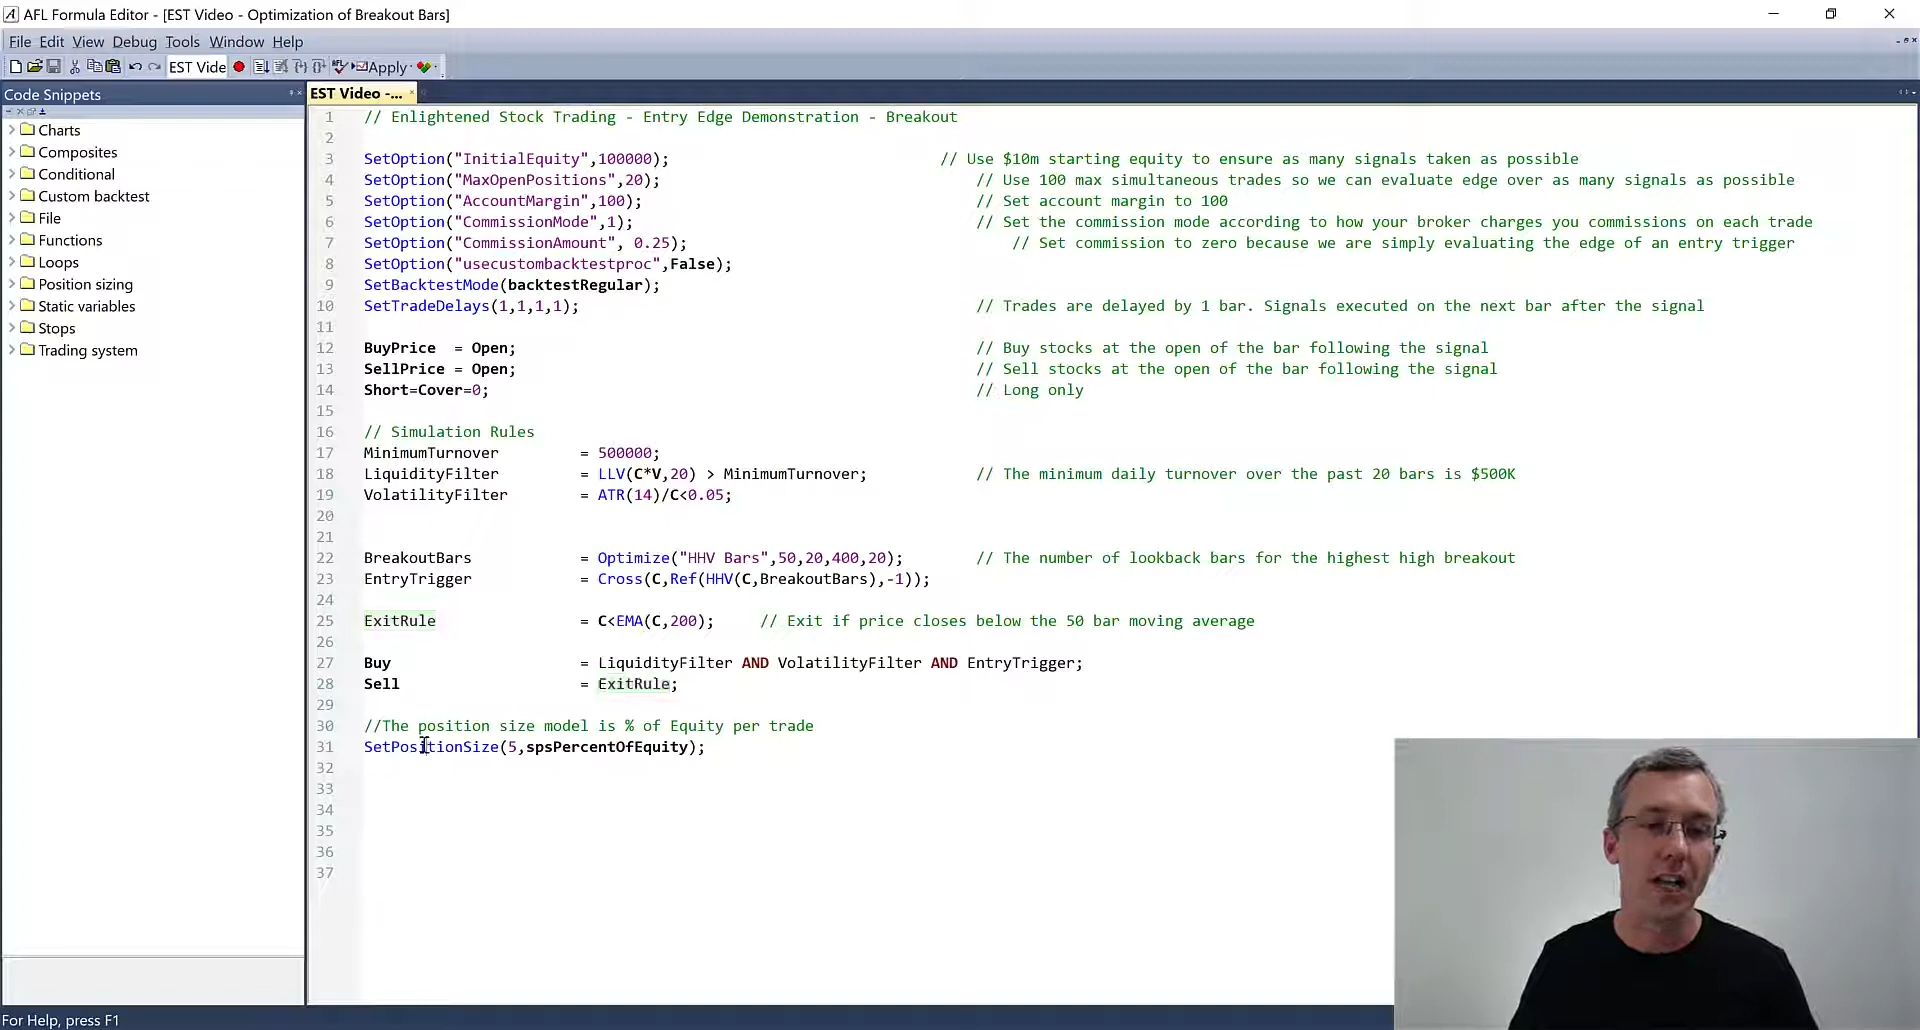 AFL Formula Editor - [EST Video - Optimization of Breakout Bars]
File Edit View Debug Tools Window Help
EST Vide Apply
Code Snippets
Charts
Composites
Conditional
Custom backtest
File
Functions
Loops
Position sizing
Static variables
Stops
Trading system
EST Video -...
1 // Enlightened Stock Trading - Entry Edge Demonstration - Breakout
2
3 SetOption("InitialEquity",100000); // Use $10m starting equity to ensure as many signals taken as possible
4 SetOption("MaxOpenPositions",20); // Use 100 max simultaneous trades so we can evaluate edge over as many signals as possible
5 SetOption("AccountMargin",100); // Set account margin to 100
6 SetOption("CommissionMode",1); // Set the commission mode according to how your broker charges you commissions on each trade
7 SetOption("CommissionAmount", 0.25); // Set commission to zero because we are simply evaluating the edge of an entry trigger
8 SetOption("usecustombacktestproc",False);
9 SetBacktestMode(backtestRegular);
10 SetTradeDelays(1,1,1,1); // Trades are delayed by 1 bar. Signals executed on the next bar after the signal
11
12 BuyPrice = Open; // Buy stocks at the open of the bar following the signal
13 SellPrice = Open; // Sell stocks at the open of the bar following the signal
14 Short=Cover=0; // Long only
15
16 // Simulation Rules
17 MinimumTurnover = 500000;
18 LiquidityFilter = LLV(C*V,20) > MinimumTurnover; // The minimum daily turnover over the past 20 bars is $500K
19 VolatilityFilter = ATR(14)/C<0.05;
20
21
22 BreakoutBars = Optimize("HHV Bars",50,20,400,20); // The number of lookback bars for the highest high breakout
23 EntryTrigger = Cross(C,Ref(HHV(C,BreakoutBars),-1));
24
25 ExitRule = C<EMA(C,200); // Exit if price closes below the 50 bar moving average
26
27 Buy = LiquidityFilter AND VolatilityFilter AND EntryTrigger;
28 Sell = ExitRule;
29
30 //The position size model is % of Equity per trade
31 SetPositionSize(5,spsPercentOfEquity);
32
33
34
35
36
37
For Help, press F1